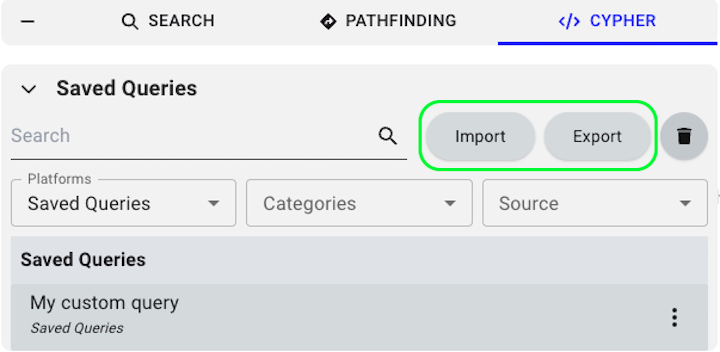 SEARCH PATHFINDING </> CYPHER
Saved Queries
Search Import Export
Platforms
Saved Queries Categories Source
Saved Queries
My custom query
Saved Queries